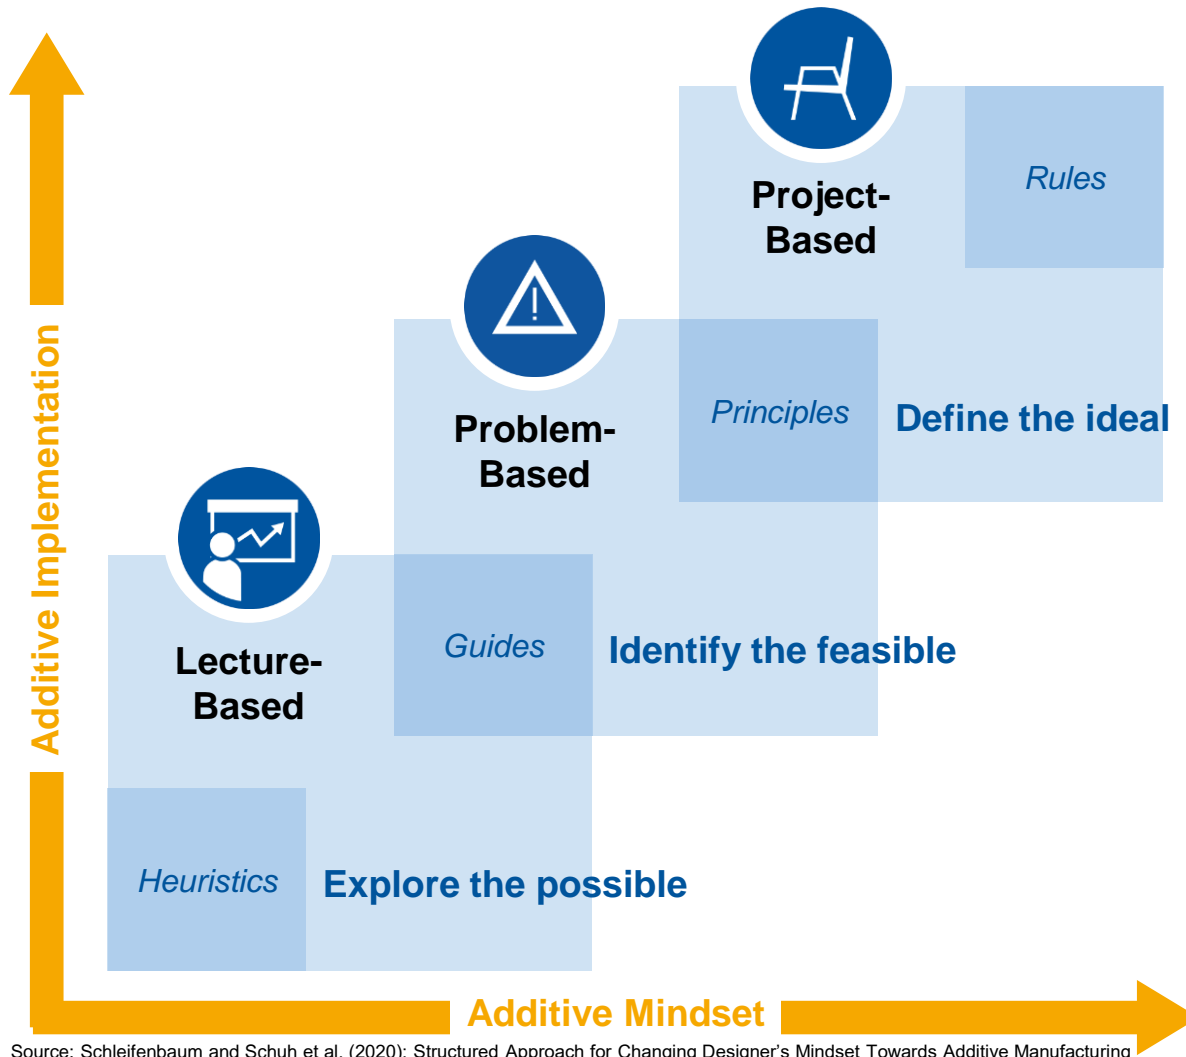 Project-
Based
Rules
Problem-
Based
Principles
Define the ideal
Lecture-
Based
Guides
Identify the feasible
Heuristics
Explore the possible
Additive Implementation
Additive Mindset
Source: Schleifenbaum and Schuh et al. (2020): Structured Approach for Changing Designer's Mindset Towards Additive Manufacturing